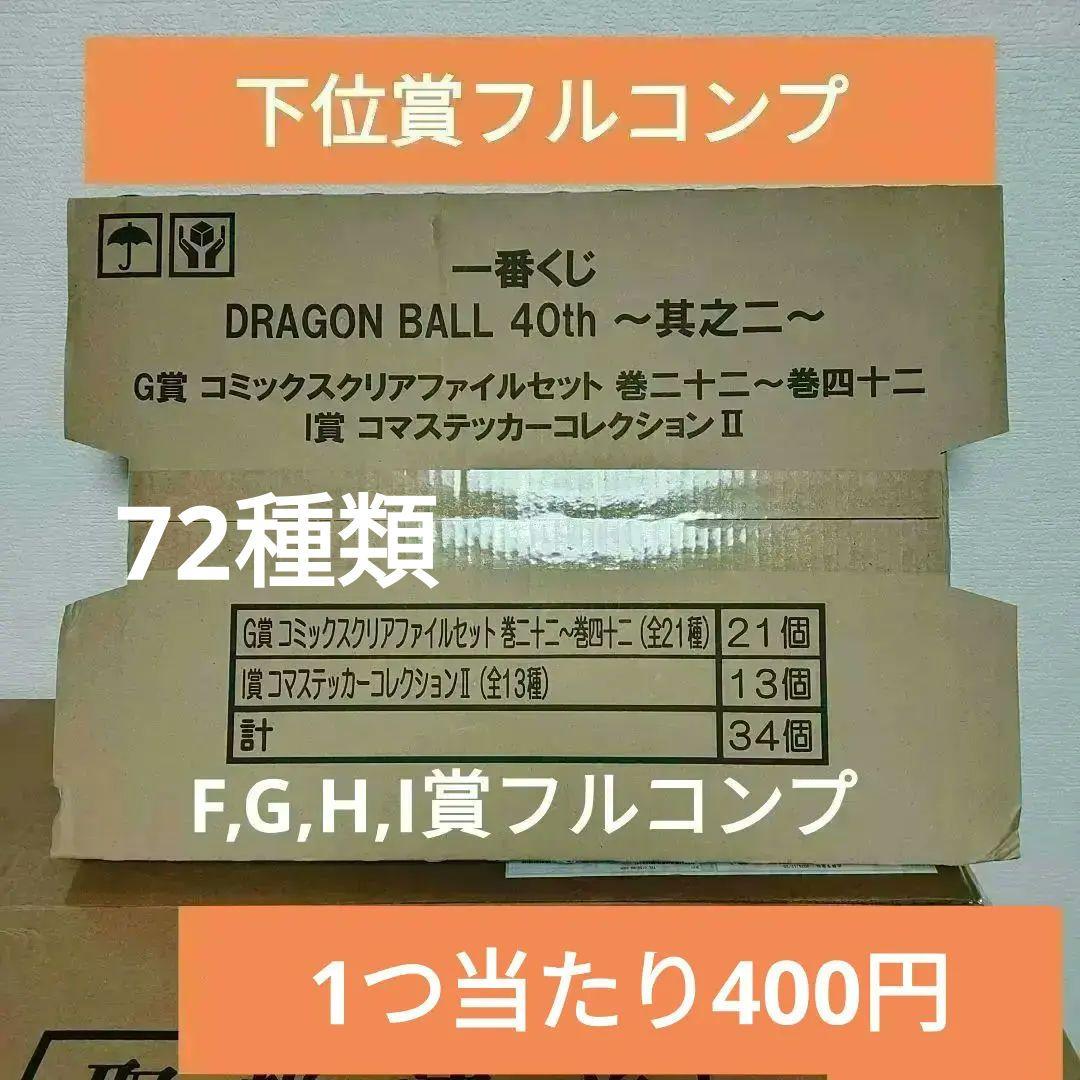 下位賞フルコンプ
一番くじ
DRAGON BALL 40th ～其之二～
G賞 コミックスクリアファイルセット 巻二十二～巻四十二
I賞 コマステッカーコレクションⅡ
72種類
G賞 コミックスクリアファイルセット 巻二十二～巻四十二 (全21種) 21個
I賞 コマステッカーコレクションⅡ (全13種) 13個
計 34個
F,G,H,I賞フルコンプ
1つ当たり400円